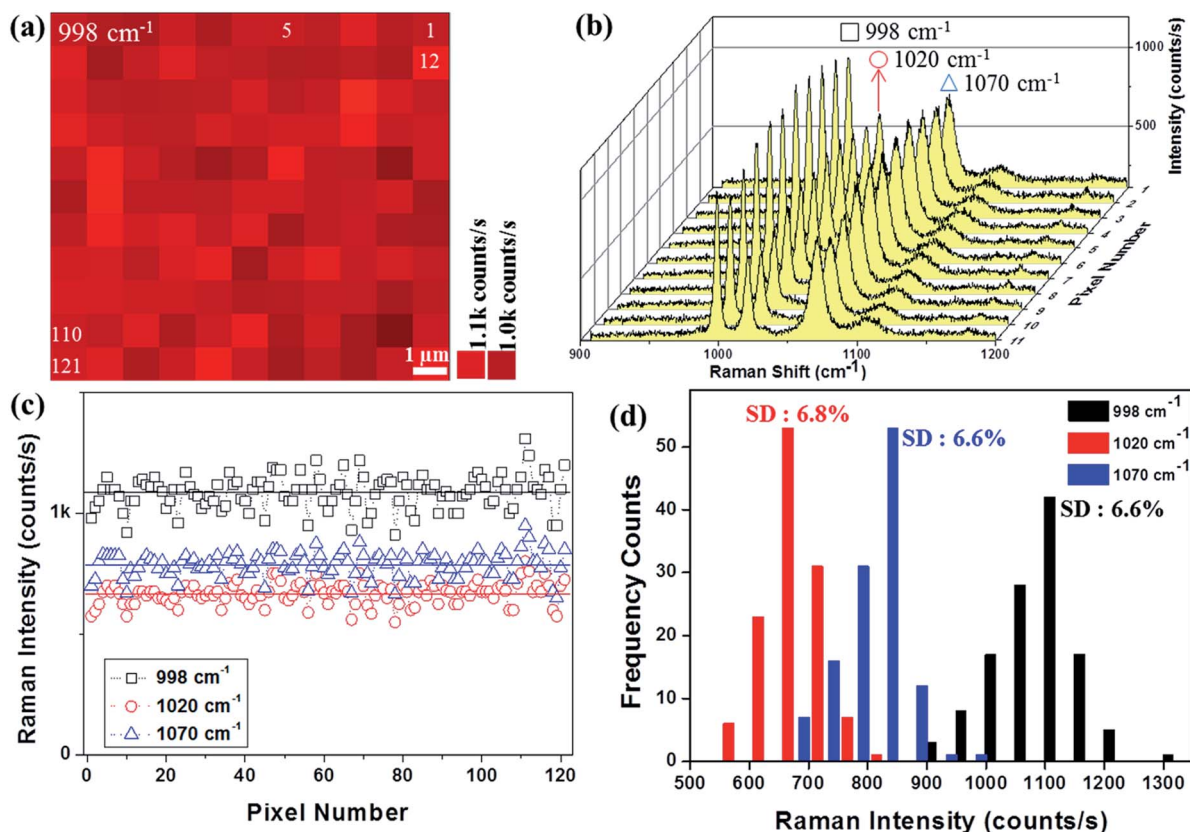 (a)
998 cm⁻¹
5
1
12
110
121
1 µm
1.1k counts/s
1.0k counts/s
(b)
998 cm⁻¹
1020 cm⁻¹
1070 cm⁻¹
1000
500
Intensity (counts/s)
1
2
3
4
5
6
7
8
9
10
11
Pixel Number
900
1000
1100
1200
Raman Shift (cm⁻¹)
(c)
Raman Intensity (counts/s)
1k
0
998 cm⁻¹
1020 cm⁻¹
1070 cm⁻¹
0 20 40 60 80 100 120
Pixel Number
(d)
SD : 6.8%
SD : 6.6%
SD : 6.6%
998 cm⁻¹
1020 cm⁻¹
1070 cm⁻¹
Frequency Counts
50
40
30
20
10
0
500 600 700 800 900 1000 1100 1200 1300
Raman Intensity (counts/s)